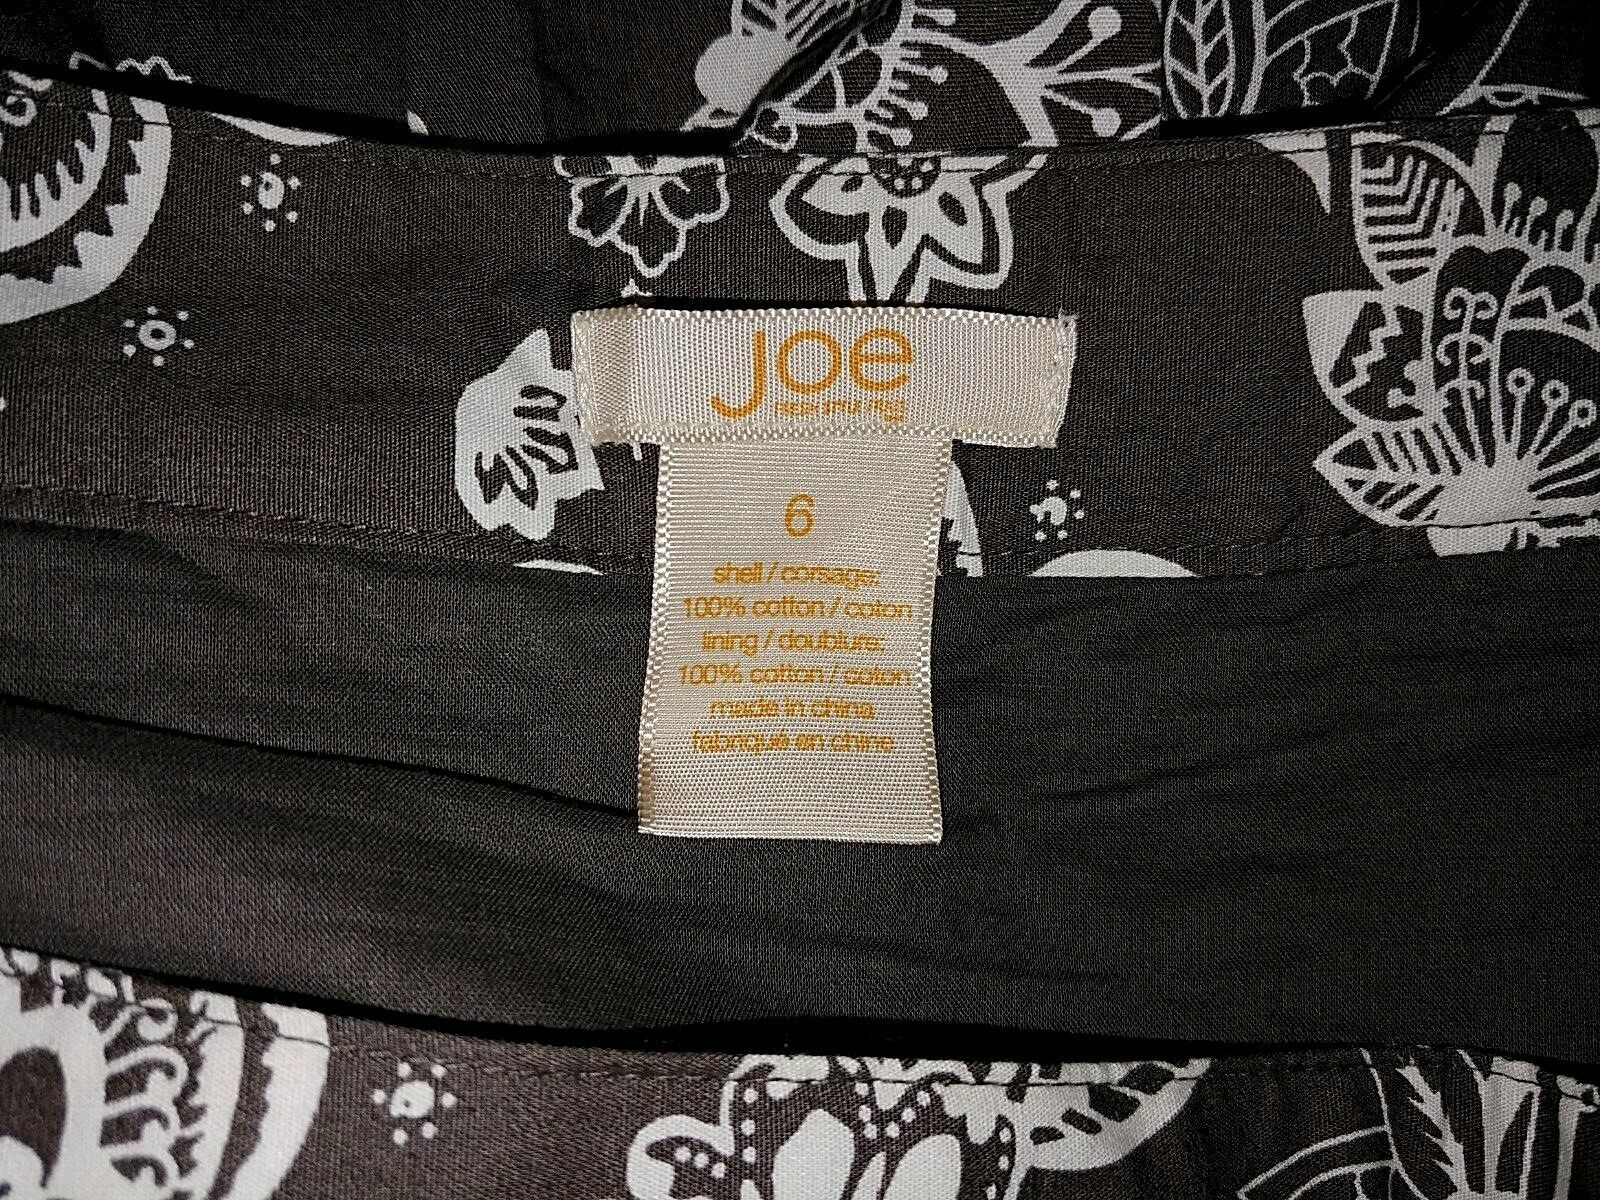 joe
6
shell / corsage:
100% cotton / coton
lining / doublure:
100% cotton / coton
made in china
fabriqué en chine